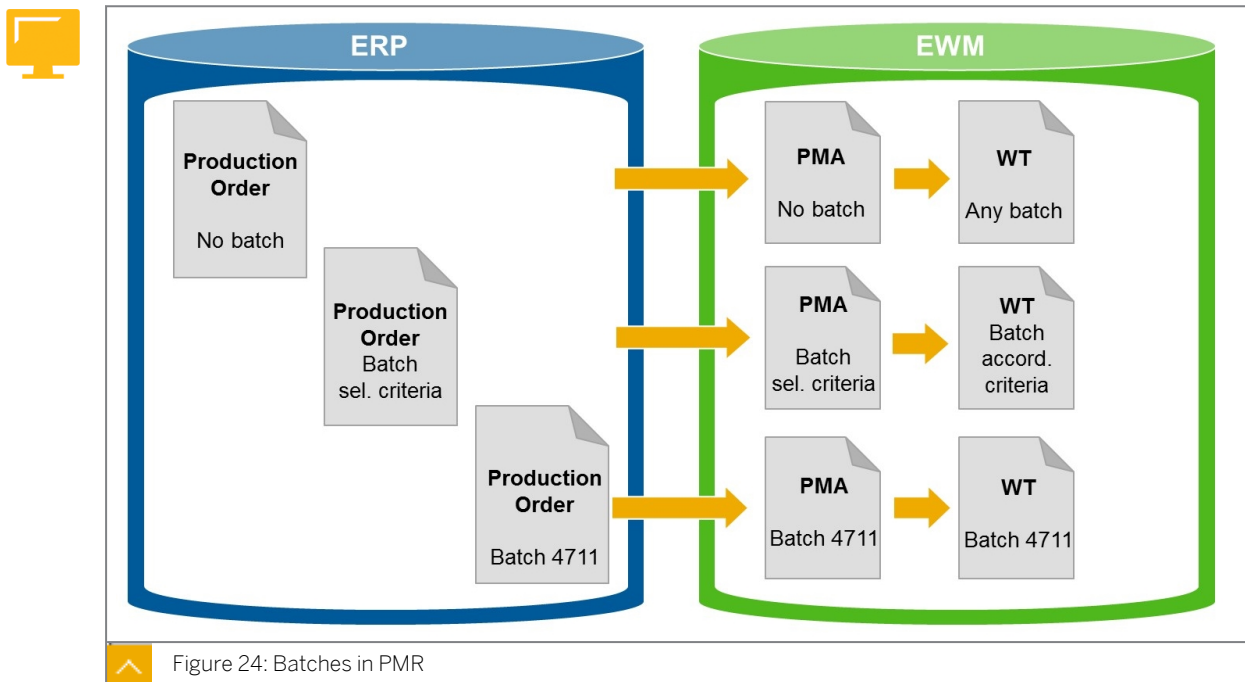 ERP
EWM
Production
Order
No batch
PMA
No batch
WT
Any batch
Production
Order
Batch
sel. criteria
PMA
Batch
sel. criteria
WT
Batch
accord.
criteria
Production
Order
Batch 4711
PMA
Batch 4711
WT
Batch 4711
Figure 24: Batches in PMR